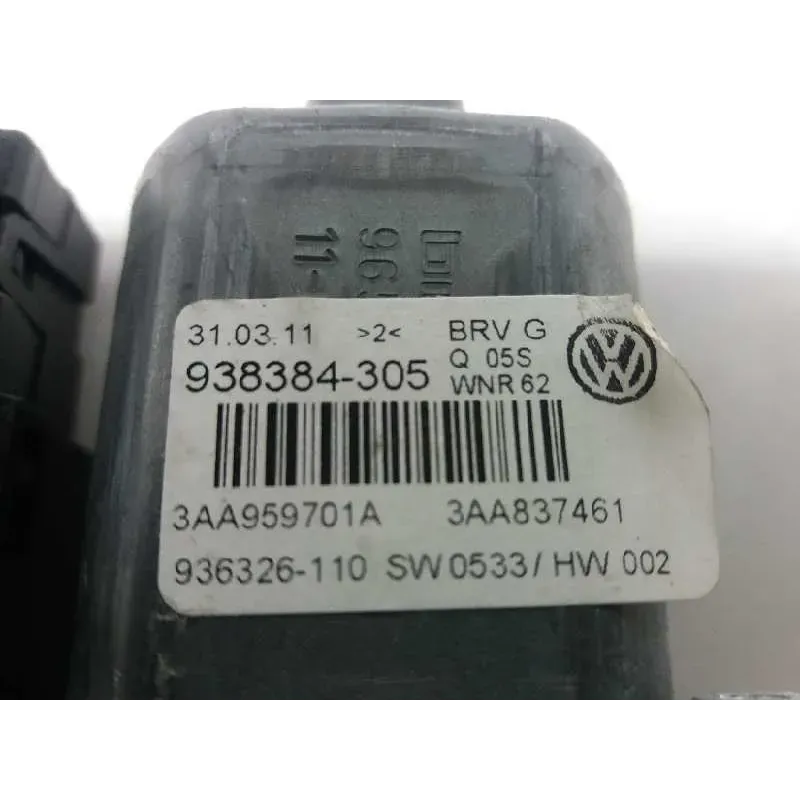 31.03.11 >2< BRV G
938384-305 Q 05S
WNR 62
3AA959701A 3AA837461
936326-110 SW0533/ HW 002